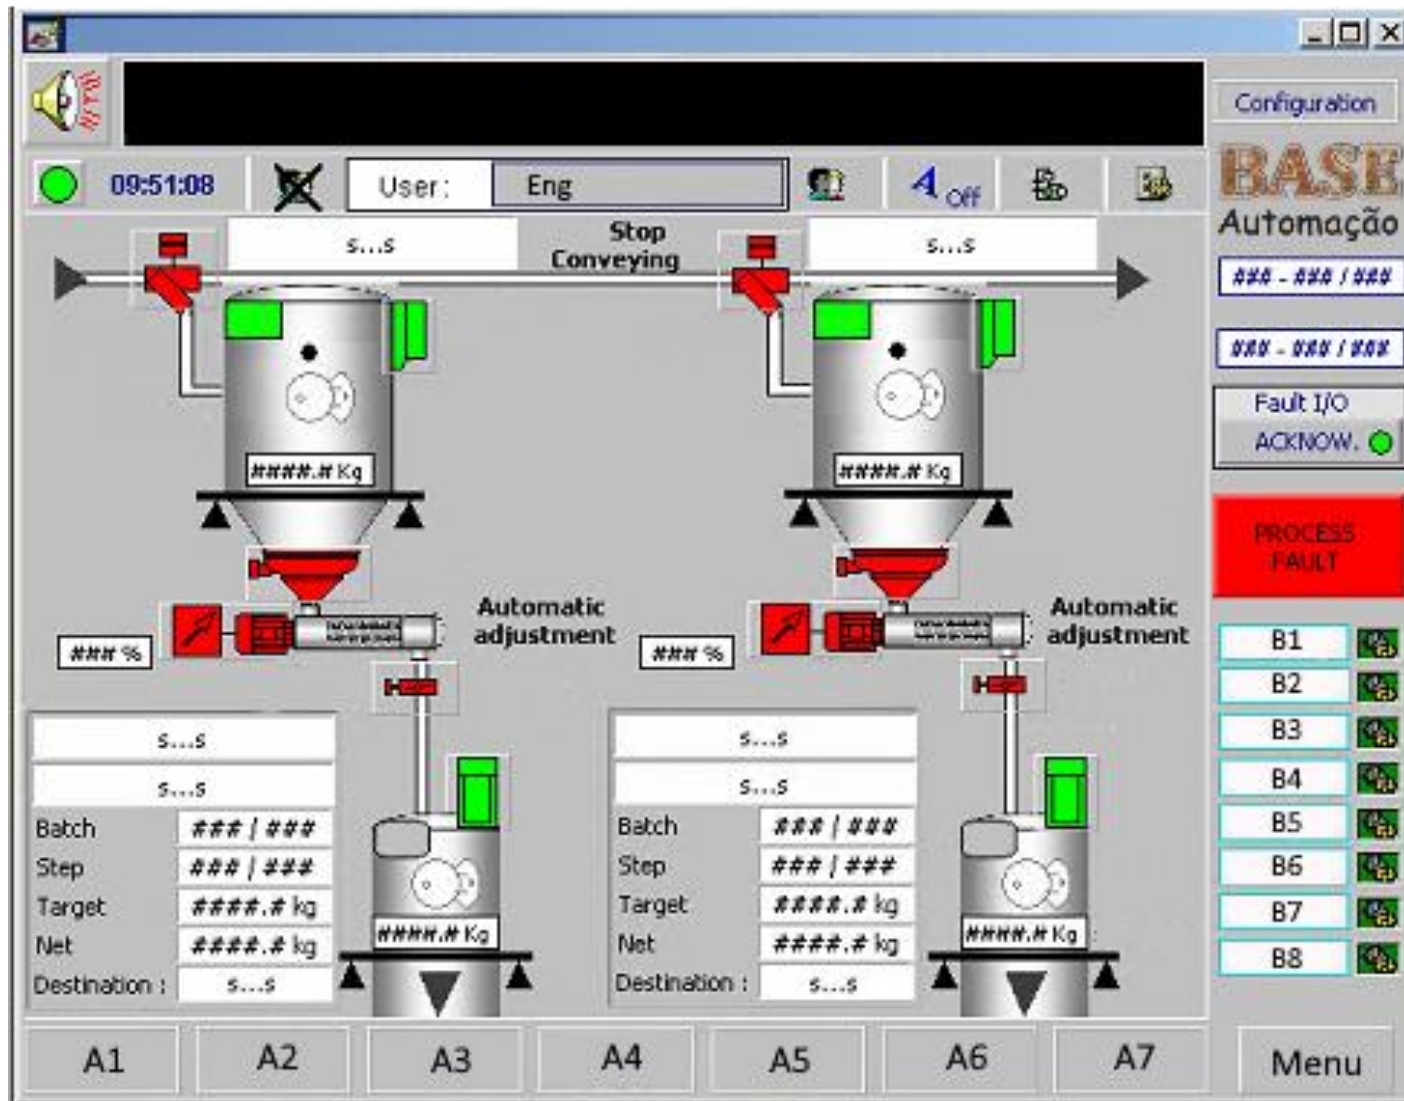 Configuration
BASE
Automação
09:51:08
User:
Eng
A Off
s...s
Stop
Conveying
s...s
### - ### / ###
### - ### / ###
Fault I/O
ACKNOW.
####.# Kg
####.# Kg
PROCESS
FAULT
Automatic
adjustment
Automatic
adjustment
### %
### %
B1
B2
B3
B4
B5
B6
B7
B8
s...s
s...s
Batch ### / ###
Step ### / ###
Target ####.# kg
Net ####.# kg
Destination : s...s
####.# Kg
s...s
s...s
Batch ### / ###
Step ### / ###
Target ####.# kg
Net ####.# kg
Destination : s...s
####.# Kg
A1
A2
A3
A4
A5
A6
A7
Menu